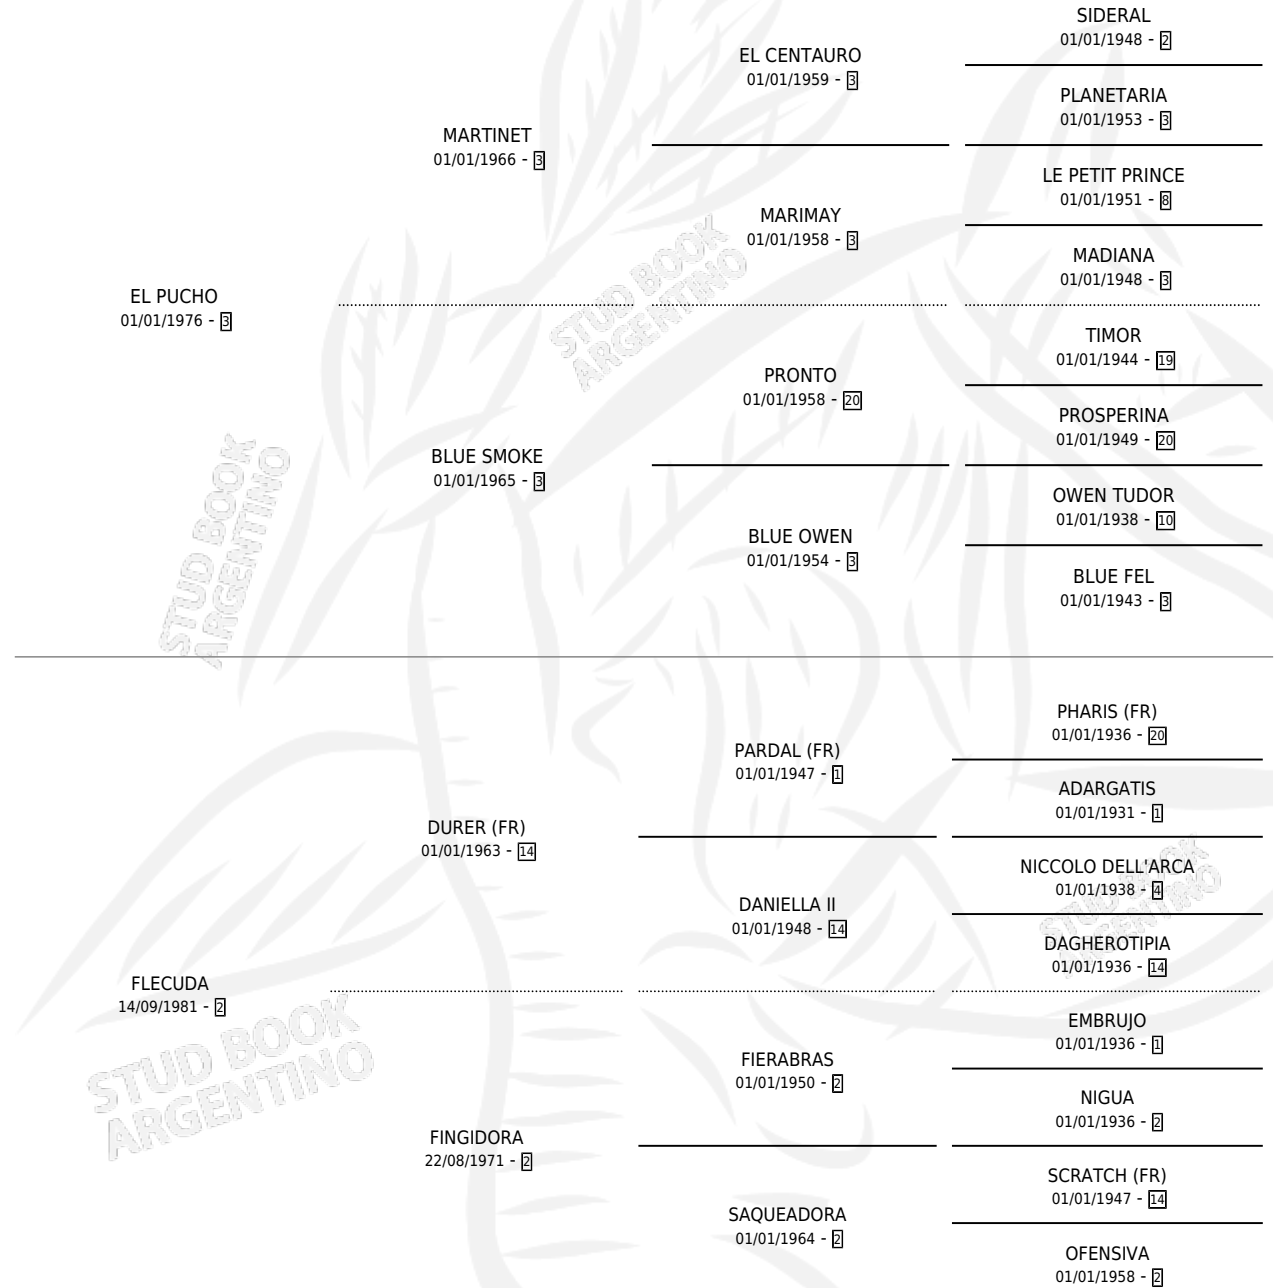 SIDERAL
01/01/1948 - 2
EL CENTAURO
01/01/1959 - 3
PLANETARIA
01/01/1953 - 3
MARTINET
01/01/1966 - 3
LE PETIT PRINCE
01/01/1951 - 8
MARIMAY
01/01/1958 - 3
MADIANA
01/01/1948 - 3
EL PUCHO
01/01/1976 - 3
TIMOR
01/01/1944 - 19
PRONTO
01/01/1958 - 20
PROSPERINA
01/01/1949 - 20
BLUE SMOKE
01/01/1965 - 3
OWEN TUDOR
01/01/1938 - 10
BLUE OWEN
01/01/1954 - 3
BLUE FEL
01/01/1943 - 3
PHARIS (FR)
01/01/1936 - 20
PARDAL (FR)
01/01/1947 - 1
ADARGATIS
01/01/1931 - 1
DURER (FR)
01/01/1963 - 14
NICCOLO DELL'ARCA
01/01/1938 - 4
DANIELLA II
01/01/1948 - 14
DAGHEROTIPIA
01/01/1936 - 14
FLECUDA
14/09/1981 - 2
EMBRUJO
01/01/1936 - 1
FIERABRAS
01/01/1950 - 2
NIGUA
01/01/1936 - 2
FINGIDORA
22/08/1971 - 2
SCRATCH (FR)
01/01/1947 - 14
SAQUEADORA
01/01/1964 - 2
OFENSIVA
01/01/1958 - 2
STUD BOOK
ARGENTINO
STUD BOOK
ARGENTINO
STUD BOOK
ARGENTINO
STUD BOOK
ARGENTINO